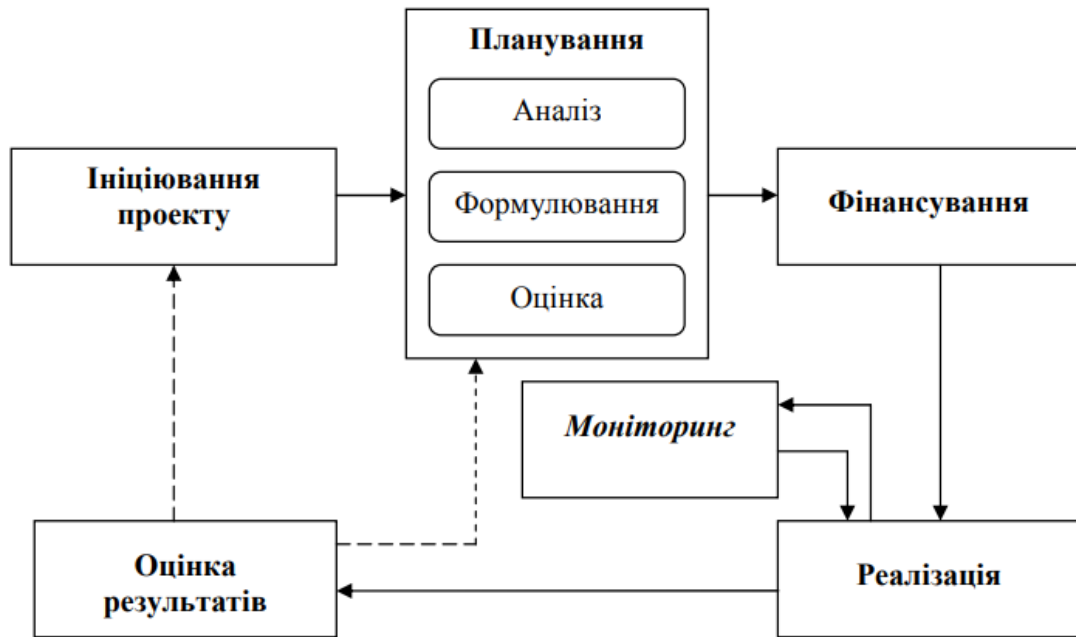 Планування
Аналіз
Формулювання
Оцінка
Ініціювання
проекту
Фінансування
Моніторинг
Оцінка
результатів
Реалізація